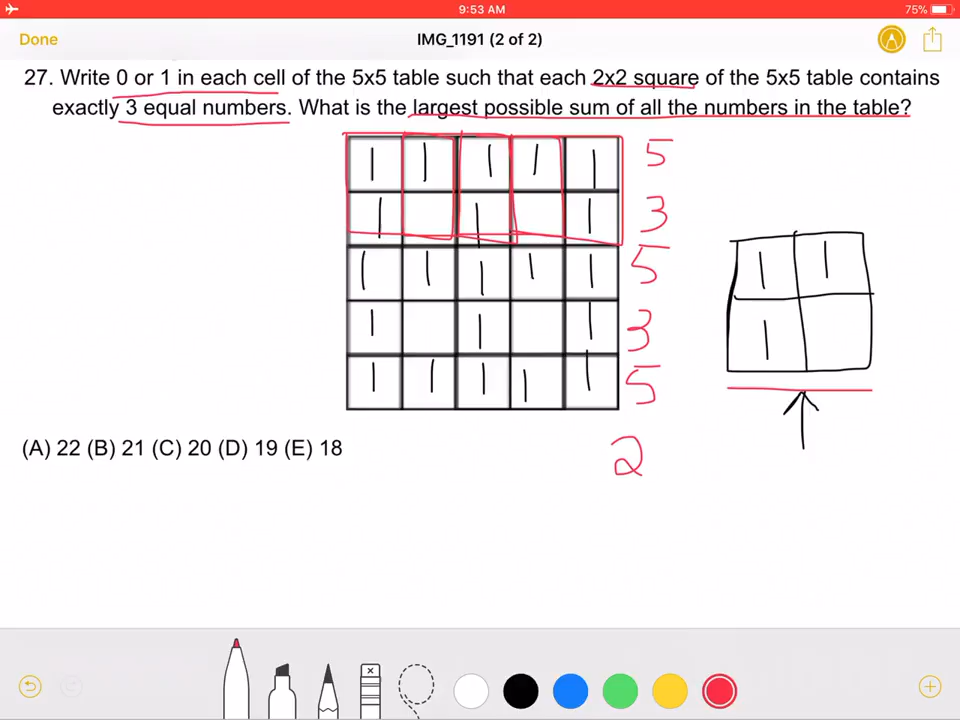 9:53 AM
75%
Done
IMG_1191 (2 of 2)
27. Write 0 or 1 in each cell of the 5x5 table such that each 2x2 square of the 5x5 table contains
exactly 3 equal numbers. What is the largest possible sum of all the numbers in the table?
1 1 1 1 1 5
1 1 1 3
1 1 1 1 1 5
1 1 1 3
1 1 1 1 1 5
1 1
1
(A) 22 (B) 21 (C) 20 (D) 19 (E) 18
2